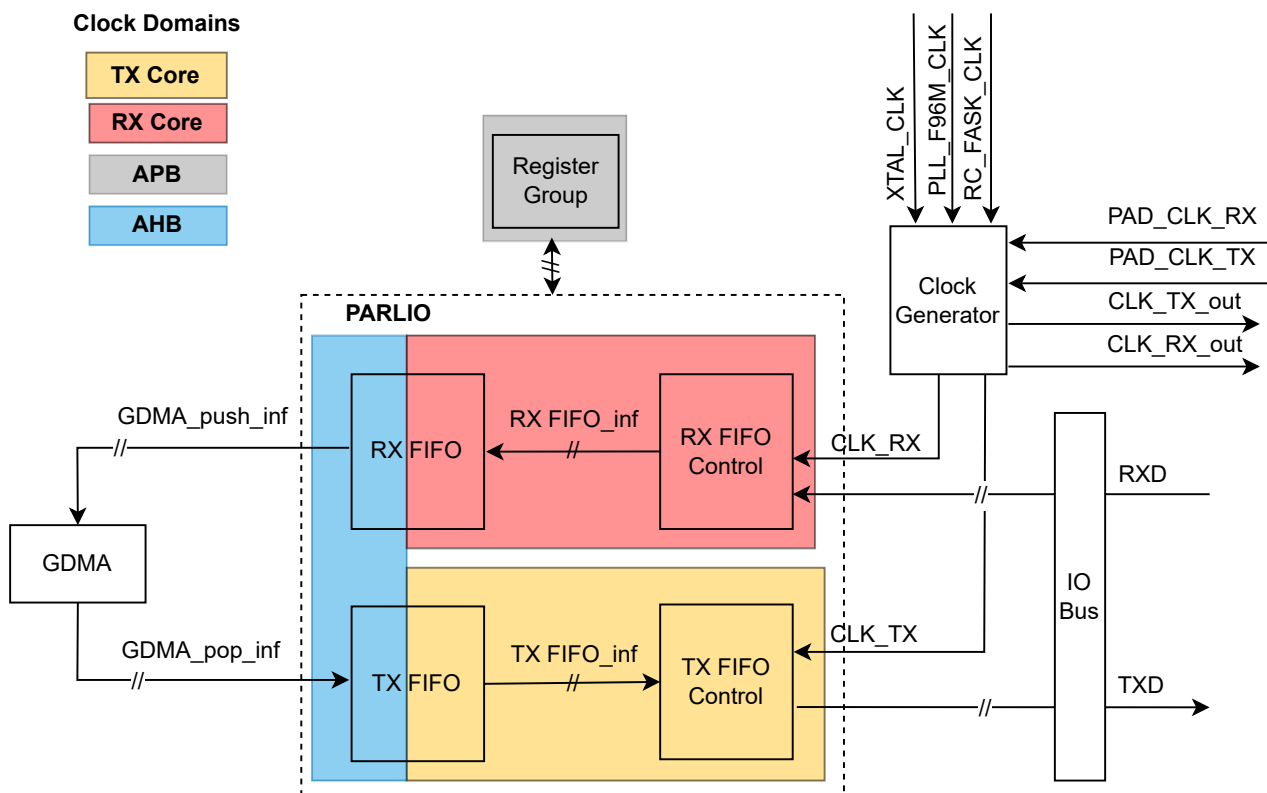 Clock Domains
TX Core
RX Core
APB
AHB
Register
Group
XTAL_CLK
PLL_F96M_CLK
RC_FASK_CLK
Clock
Generator
PAD_CLK_RX
PAD_CLK_TX
CLK_TX_out
CLK_RX_out
PARLIO
GDMA_push_inf
RX FIFO
RX FIFO_inf
RX FIFO
Control
CLK_RX
RXD
GDMA
IO
Bus
GDMA_pop_inf
TX FIFO
TX FIFO_inf
TX FIFO
Control
CLK_TX
TXD